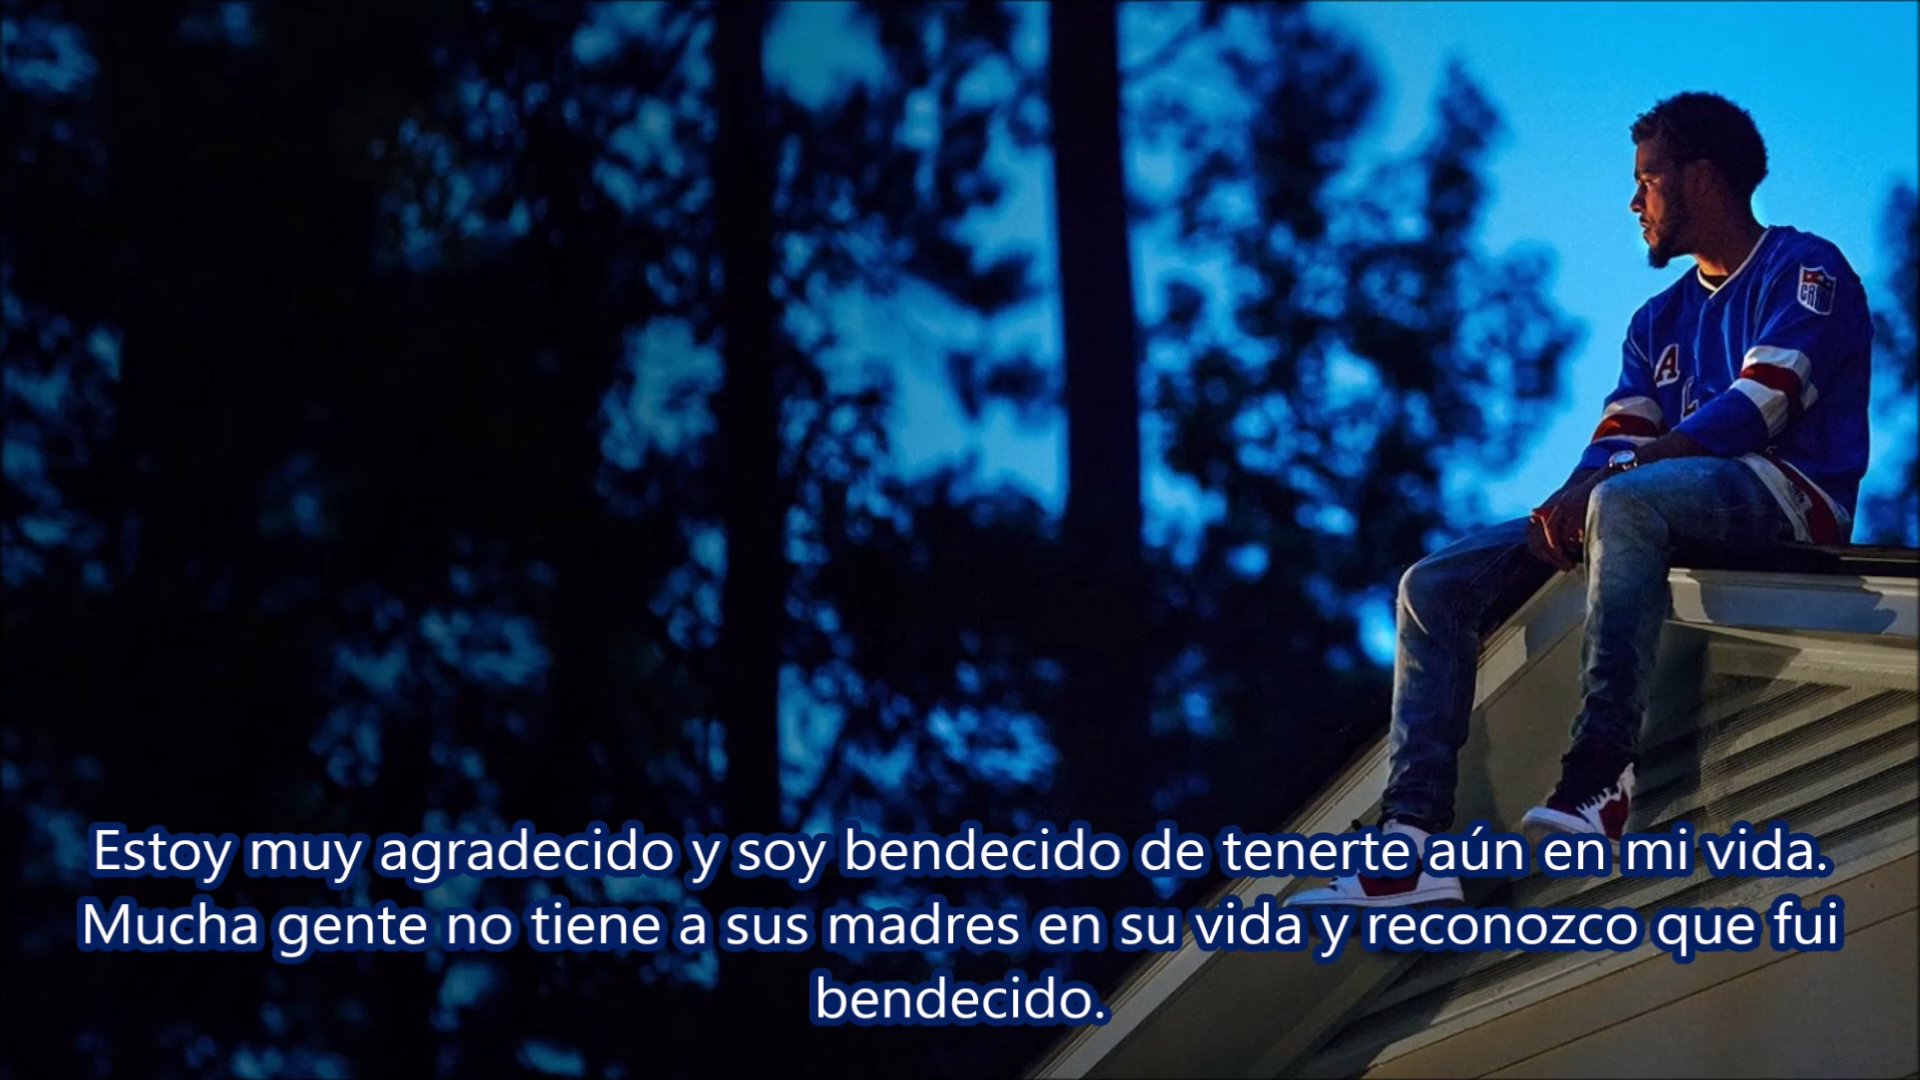 A
Estoy muy agradecido y soy bendecido de tenerte aún en mi vida.
Mucha gente no tiene a sus madres en su vida y reconozco que fui
bendecido.